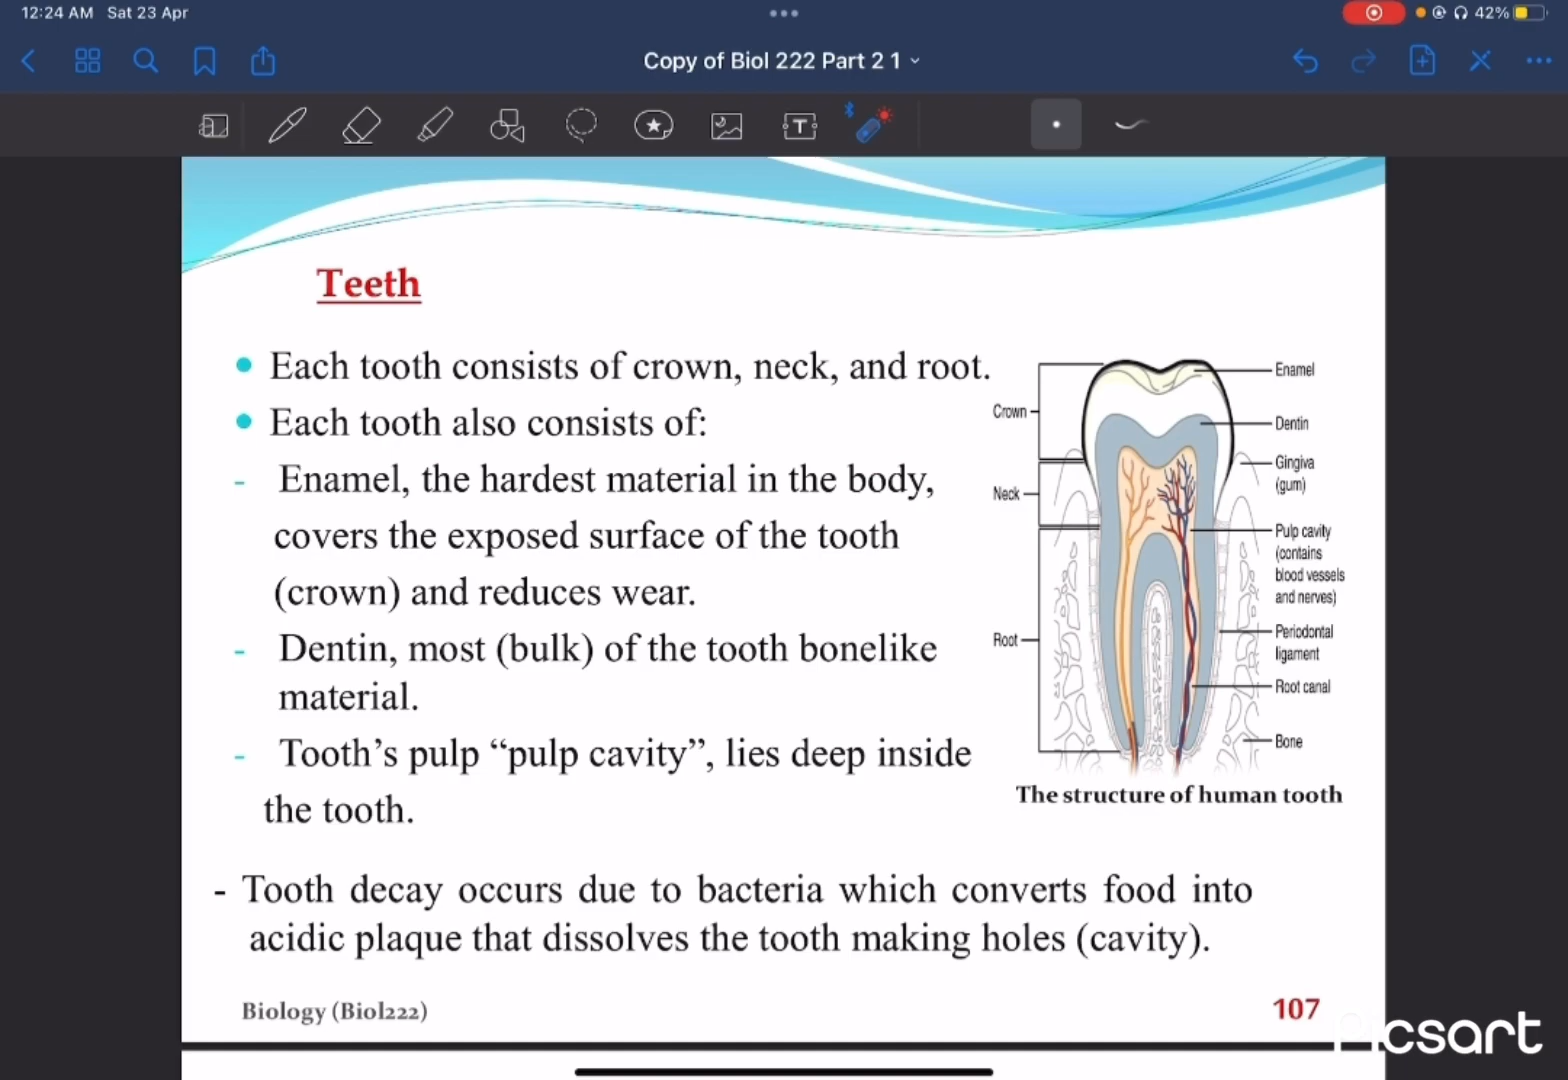 12:24 AM Sat 23 Apr
42%
Copy of Biol 222 Part 2 1
T
Teeth
• Each tooth consists of crown, neck, and root.
• Each tooth also consists of:
- Enamel, the hardest material in the body,
covers the exposed surface of the tooth
(crown) and reduces wear.
- Dentin, most (bulk) of the tooth bonelike
material.
- Tooth's pulp “pulp cavity”, lies deep inside
the tooth.
Crown
Neck
Root
Enamel
Dentin
Gingiva
(gum)
Pulp cavity
(contains
blood vessels
and nerves)
Periodontal
ligament
Root canal
Bone
The structure of human tooth
- Tooth decay occurs due to bacteria which converts food into
acidic plaque that dissolves the tooth making holes (cavity).
Biology (Biol222)
107
Picsart